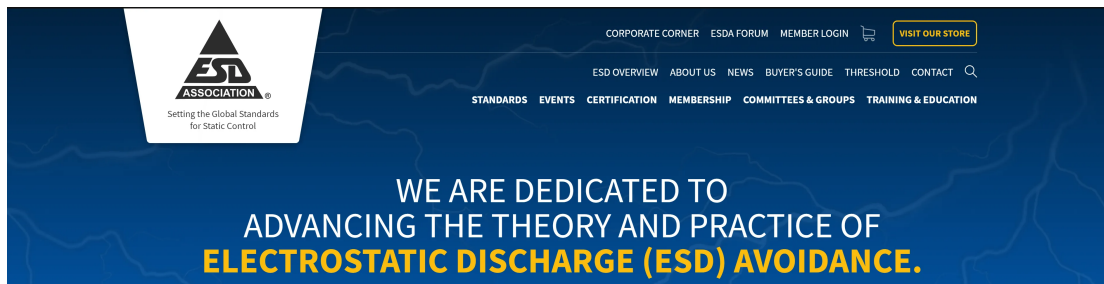 ESD
ASSOCIATION ®
Setting the Global Standards
for Static Control
CORPORATE CORNER ESDA FORUM MEMBER LOGIN VISIT OUR STORE
ESD OVERVIEW ABOUT US NEWS BUYER'S GUIDE THRESHOLD CONTACT
STANDARDS EVENTS CERTIFICATION MEMBERSHIP COMMITTEES & GROUPS TRAINING & EDUCATION
WE ARE DEDICATED TO
ADVANCING THE THEORY AND PRACTICE OF
ELECTROSTATIC DISCHARGE (ESD) AVOIDANCE.